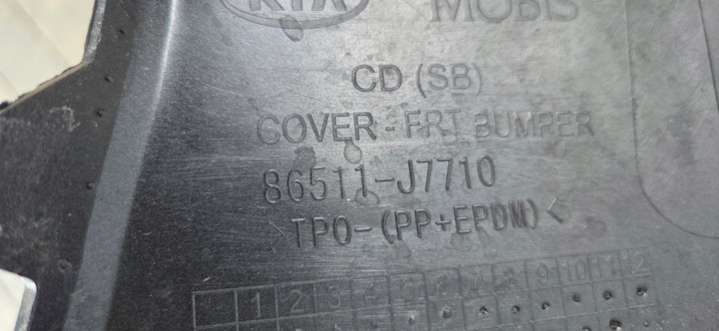 KIA MOBIS
CD (SB)
COVER - FRT BUMPER
86511-J7710
>TPO-(PP+EPDM)<
1 2 3 4 5 6 7 8 9 10 11 12